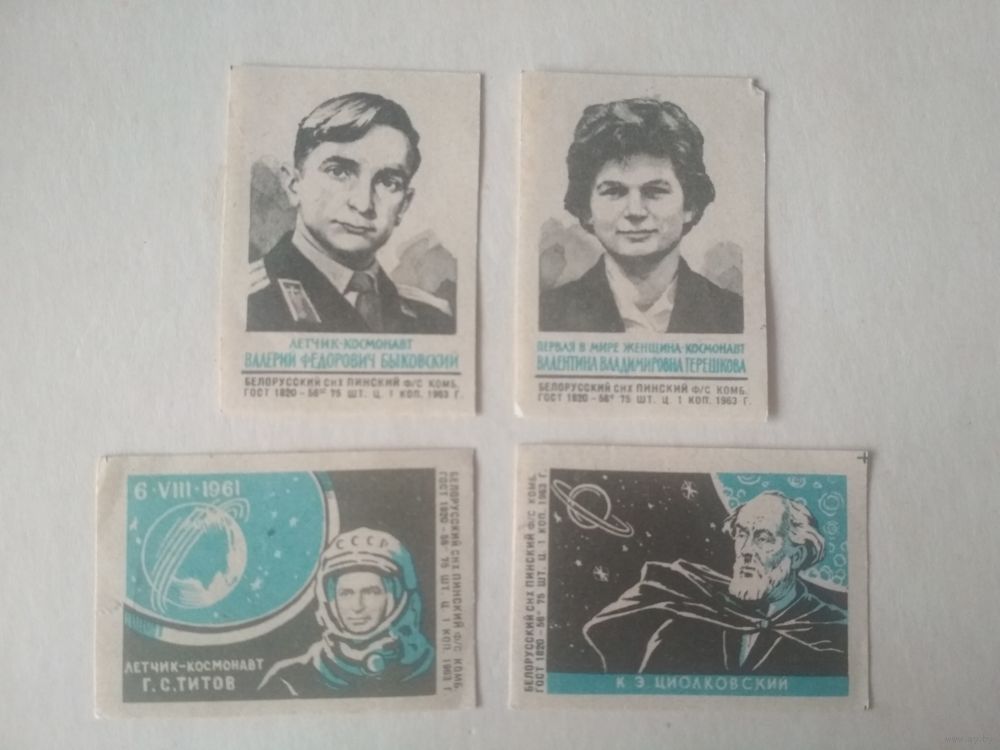 ЛЕТЧИК-КОСМОНАВТ
ВАЛЕРИЙ ФЕДОРОВИЧ БЫКОВСКИЙ
БЕЛОРУССКИЙ СНХ ПИНСКИЙ Ф/С КОМБ.
ГОСТ 1820-56 75 ШТ. Ц. 1 КОП. 1963 Г.
ПЕРВАЯ В МИРЕ ЖЕНЩИНА-КОСМОНАВТ
ВАЛЕНТИНА ВЛАДИМИРОВНА ТЕРЕШКОВА
БЕЛОРУССКИЙ СНХ ПИНСКИЙ Ф/С КОМБ.
ГОСТ 1820-56 75 ШТ. Ц. 1 КОП. 1963 Г.
6·VIII·1961
СССР
ЛЕТЧИК-КОСМОНАВТ
Г.С.ТИТОВ
БЕЛОРУССКИЙ СНХ ПИНСКИЙ Ф/С КОМБ.
ГОСТ 1820-56 75 ШТ. Ц. 1 КОП. 1963 Г.
БЕЛОРУССКИЙ СНХ ПИНСКИЙ Ф/С КОМБ.
ГОСТ 1820-56 75 ШТ. Ц. 1 КОП. 1963 Г.
К Э ЦИОЛКОВСКИЙ